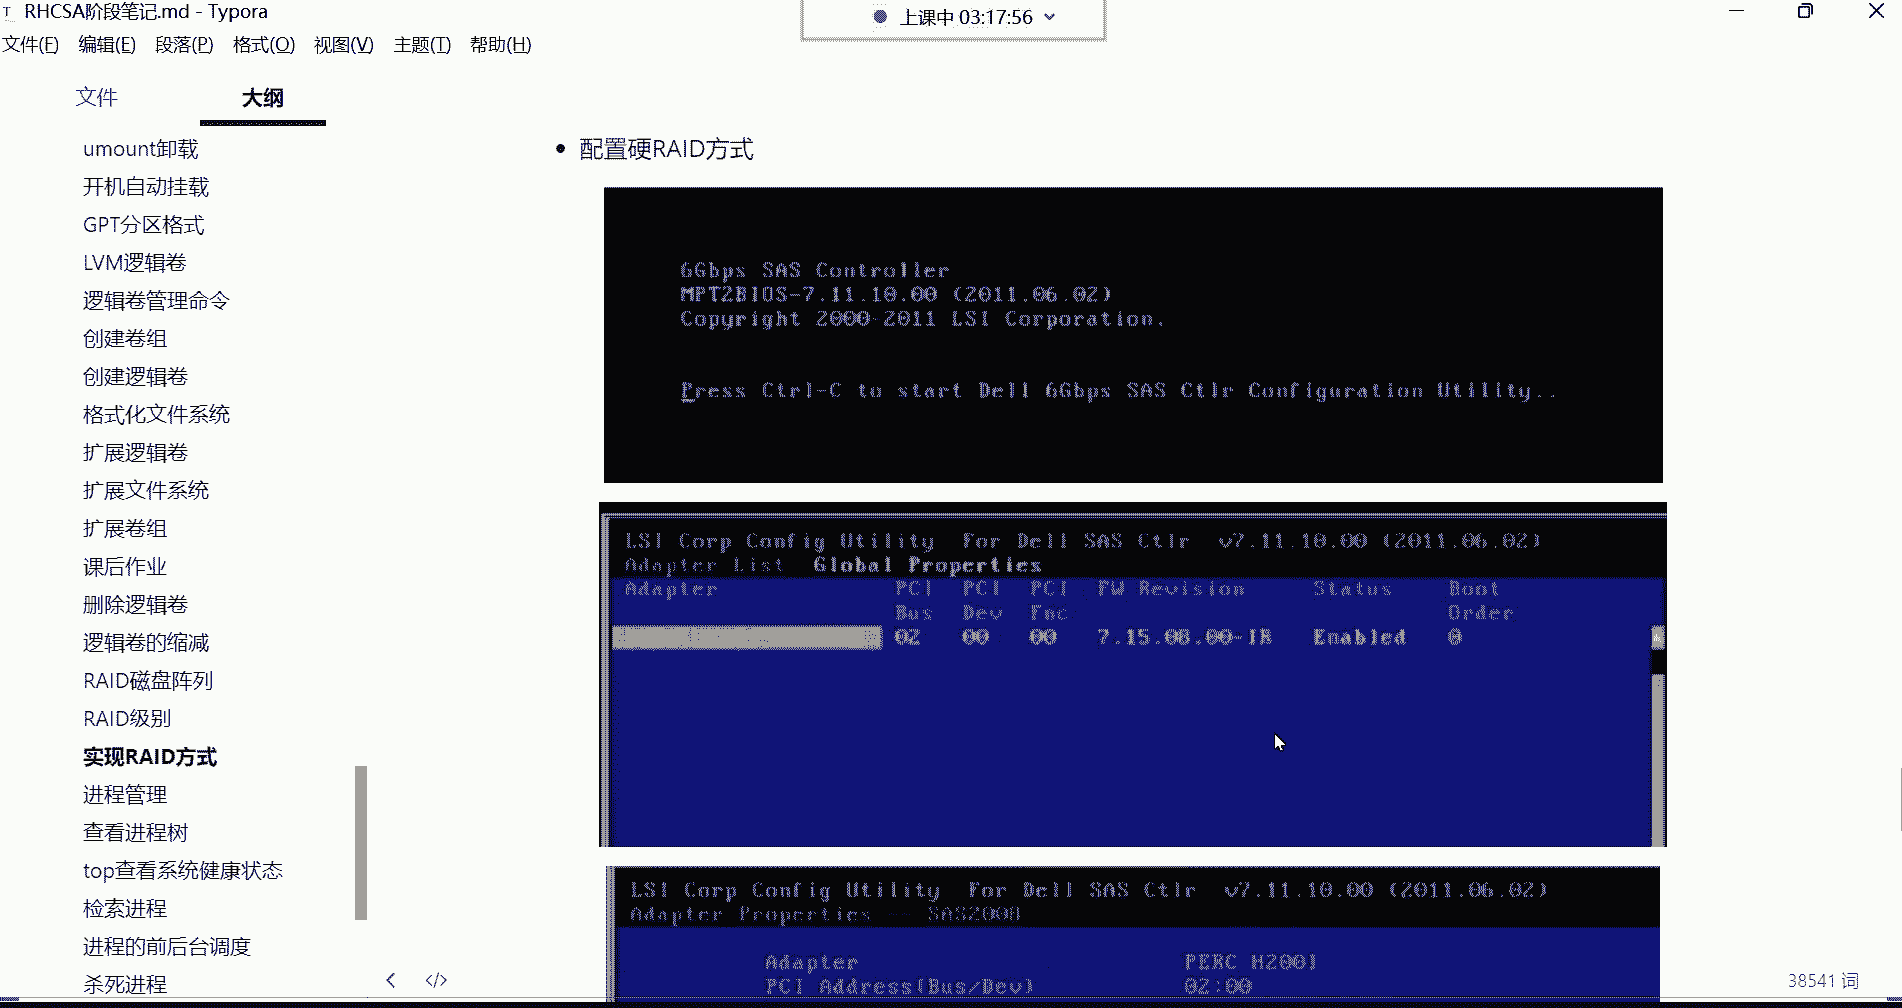 RHCSA阶段笔记.md - Typora
上课中 03:17:56
文件(F) 编辑(E) 段落(P) 格式(O) 视图(V) 主题(T) 帮助(H)
文件 大纲
umount卸载
开机自动挂载
GPT分区格式
LVM逻辑卷
逻辑卷管理命令
创建卷组
创建逻辑卷
格式化文件系统
扩展逻辑卷
扩展文件系统
扩展卷组
课后作业
删除逻辑卷
逻辑卷的缩减
RAID磁盘阵列
RAID级别
实现RAID方式
进程管理
查看进程树
top查看系统健康状态
检索进程
进程的前后台调度
杀死进程
配置硬RAID方式
6Gbps SAS Controller
MPT2BIOS-7.11.10.00 (2011.06.02)
Copyright 2000-2011 LSI Corporation.
Press Ctrl-C to start Dell 6Gbps SAS Ctlr Configuration Utility..
LSI Corp Config Utility For Dell SAS Ctlr v7.11.10.00 (2011.06.02)
Adapter List Global Properties
Adapter PCI PCI PCI FW Revision Status Boot
Bus Dev Fnc Order
02 00 00 7.15.08.00-IR Enabled 0
LSI Corp Config Utility For Dell SAS Ctlr v7.11.10.00 (2011.06.02)
Adapter Properties -- SAS2008
Adapter PERC H200I
PCI Address(Bus/Dev) 02:00
38541 词